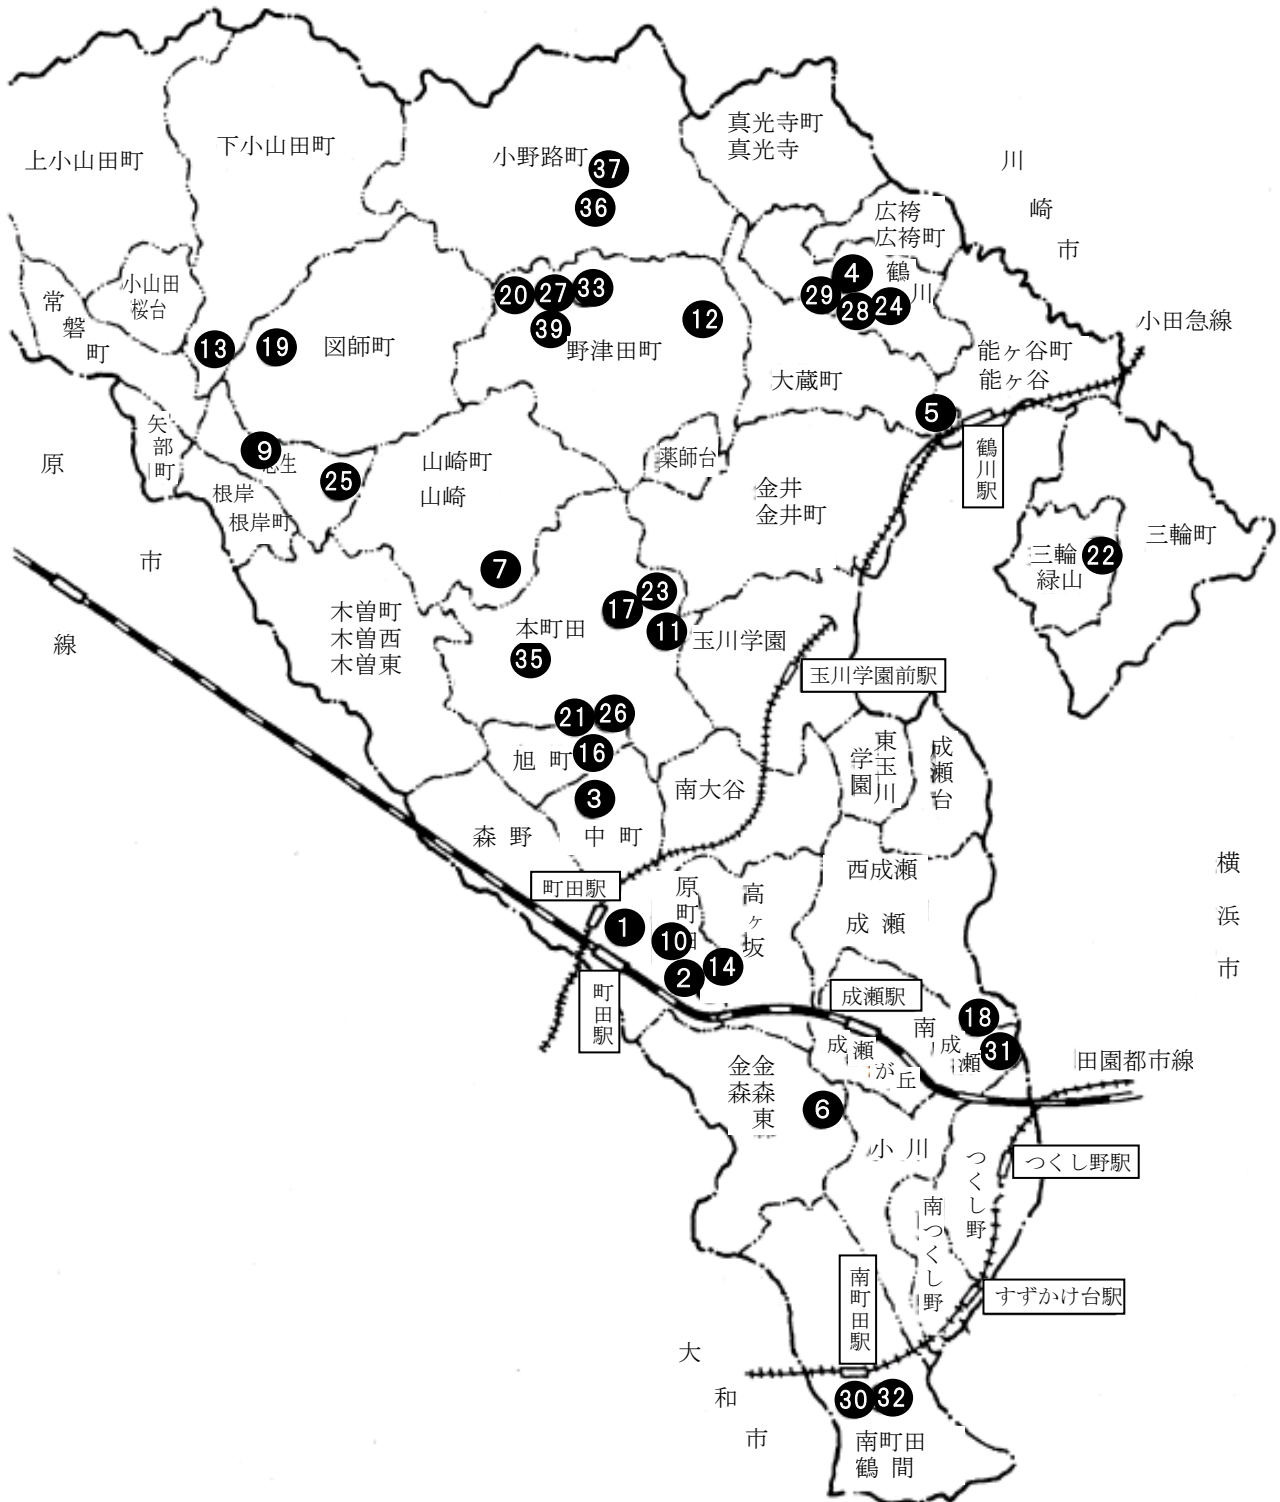 真光寺町
真光寺
上小山田町
下小山田町
小野路町
37
36
川
崎
市
広袴
広袴町
鶴
川
4
29
28
24
小山田
桜台
常
磐
町
20
27
33
39
12
野津田町
13
19
図師町
小田急線
能ヶ谷町
能ヶ谷
大蔵町
5
鶴川駅
矢部町
9
生
25
根岸
根岸町
山崎町
山崎
薬師台
金井
金井町
原
市
線
三輪町
三輪
緑山
22
7
木曽町
木曽西
木曽東
本町田
23
17
11
35
玉川学園
玉川学園前駅
21
26
16
旭町
3
南大谷
東玉川
学園
成瀬台
森野
中町
町田駅
原町田
高ヶ坂
西成瀬
成瀬
横
浜
市
1
10
2
14
町田駅
成瀬駅
南
成
瀬
18
31
成
瀬
が丘
田園都市線
金森
金森東
6
小川
つくし野
つくし野駅
南つくし野
南町田駅
すずかけ台駅
大
和
市
30
32
南町田
鶴間